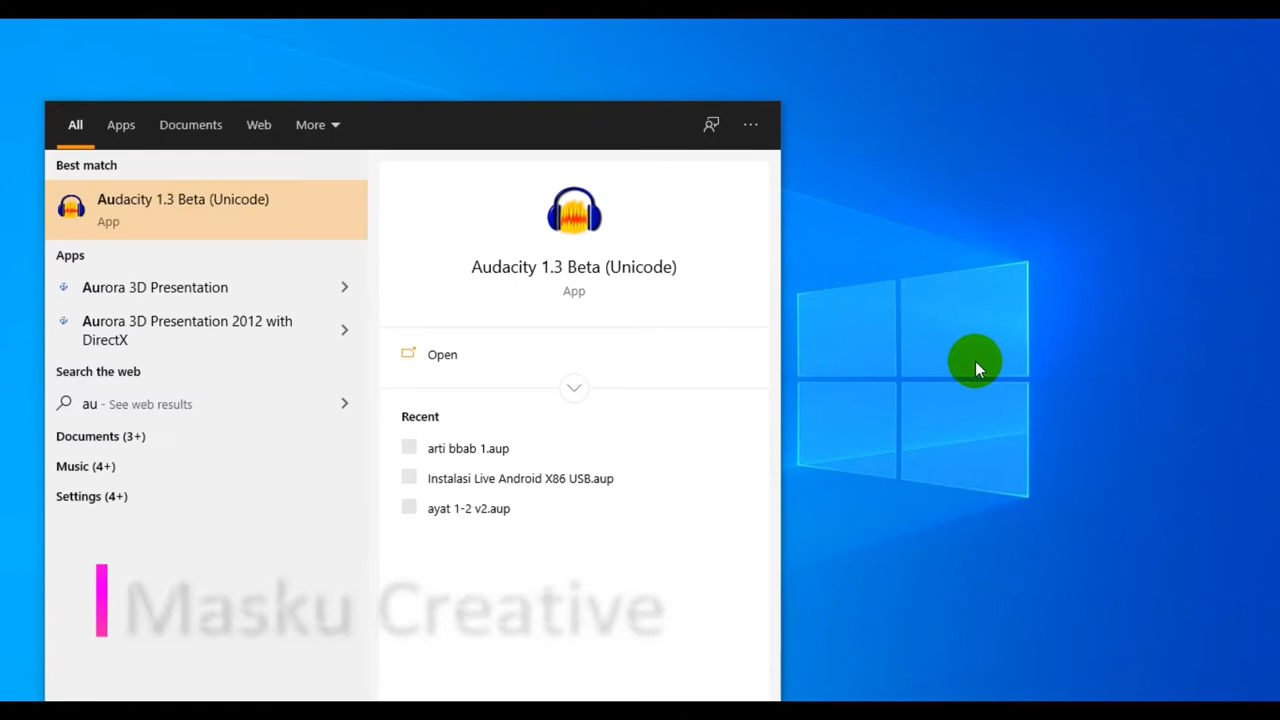 All Apps Documents Web More
Best match
Audacity 1.3 Beta (Unicode)
App
Apps
Aurora 3D Presentation
Aurora 3D Presentation 2012 with
DirectX
Search the web
au - See web results
Documents (3+)
Music (4+)
Settings (4+)
Audacity 1.3 Beta (Unicode)
App
Open
Recent
arti bbab 1.aup
Instalasi Live Android X86 USB.aup
ayat 1-2 v2.aup
Masku Creative